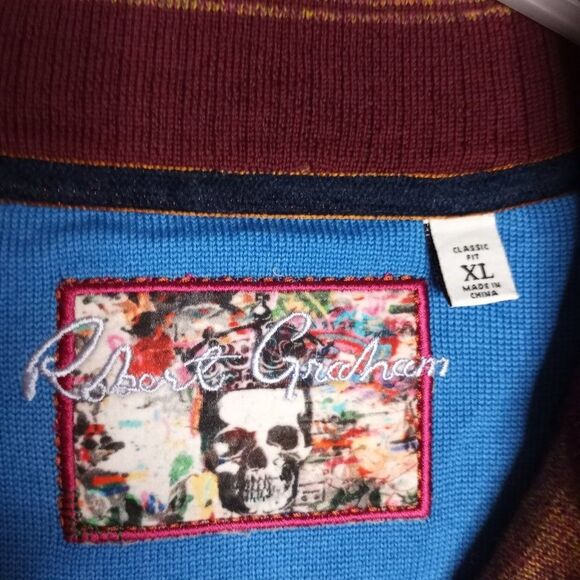 CLASSIC
FIT
XL
MADE IN
CHINA
Robert Graham